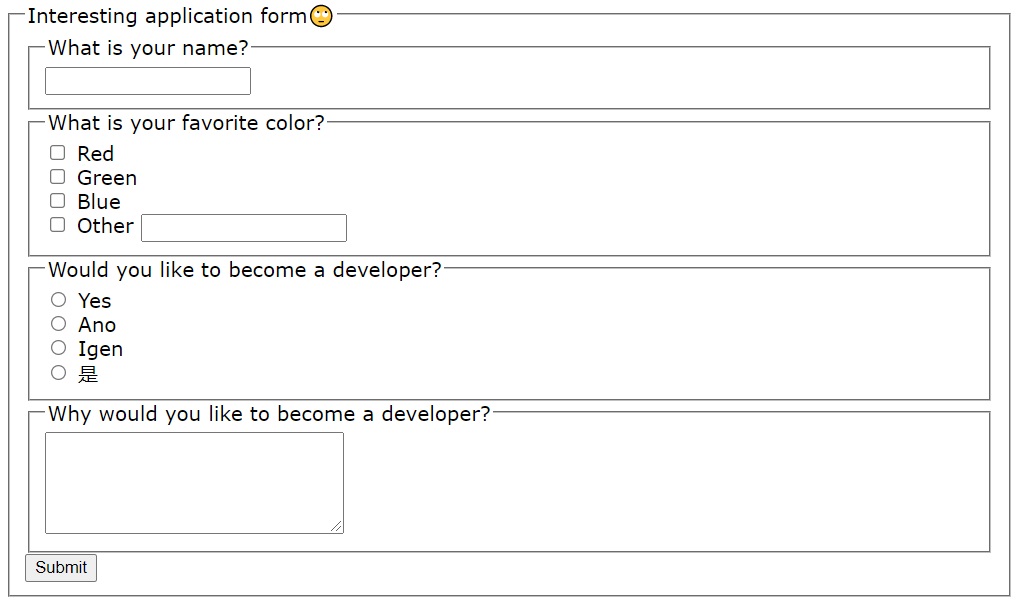 Interesting application form🙄
What is your name?
What is your favorite color?
Red
Green
Blue
Other
Would you like to become a developer?
Yes
Ano
Igen
是
Why would you like to become a developer?
Submit